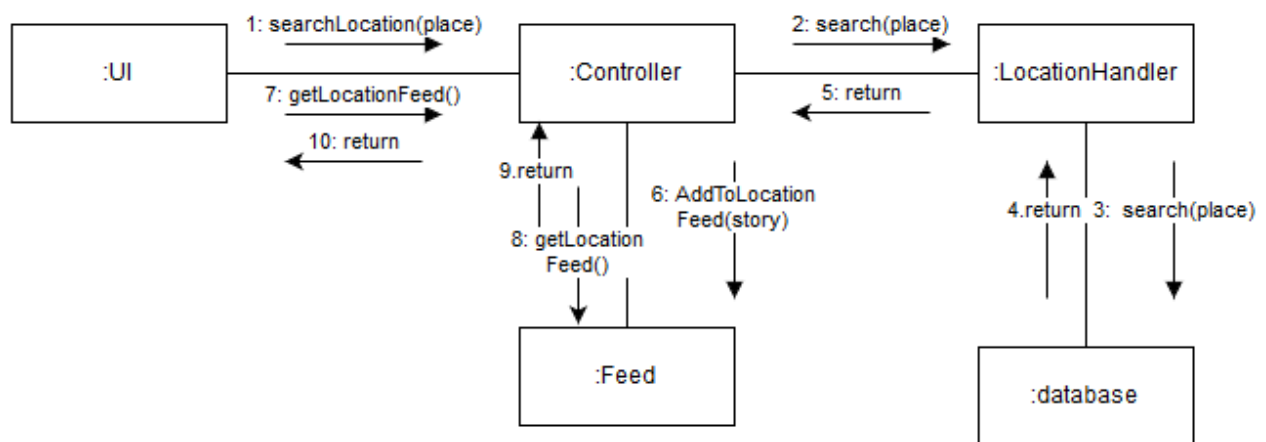 1: searchLocation(place)
2: search(place)
:UI
:Controller
:LocationHandler
7: getLocationFeed()
5: return
10: return
9.return
6: AddToLocation
Feed(story)
4.return
3: search(place)
8: getLocation
Feed()
:Feed
:database